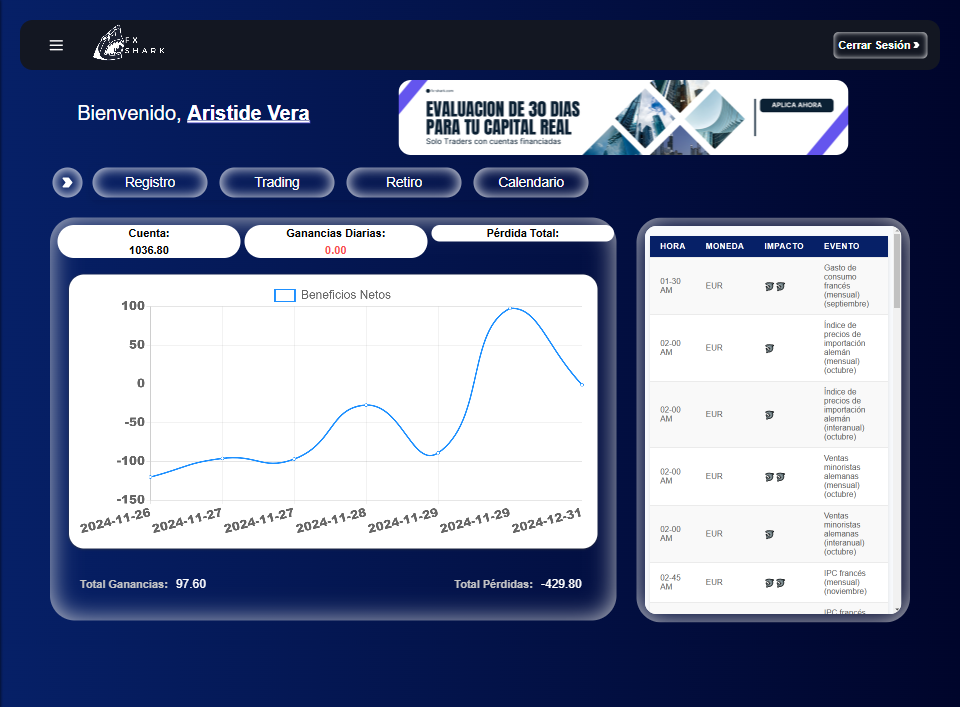 FX
SHARK
Cerrar Sesión »
Bienvenido, Aristide Vera
fx-shark.com
EVALUACION DE 30 DIAS
PARA TU CAPITAL REAL
Solo Traders con cuentas financiadas
APLICA AHORA
Registro
Trading
Retiro
Calendario
Cuenta:
1036.80
Ganancias Diarias:
0.00
Pérdida Total:
Beneficios Netos
100
50
0
-50
-100
-150
2024-11-26
2024-11-27
2024-11-27
2024-11-28
2024-11-29
2024-11-29
2024-12-31
Total Ganancias: 97.60
Total Pérdidas: -429.80
HORA MONEDA IMPACTO EVENTO
01-30
AM
EUR
Gasto de
consumo
francés
(mensual)
(septiembre)
02-00
AM
EUR
Índice de
precios de
importación
alemán
(mensual)
(octubre)
02-00
AM
EUR
Índice de
precios de
importación
alemán
(interanual)
(octubre)
02-00
AM
EUR
Ventas
minoristas
alemanas
(mensual)
(octubre)
02-00
AM
EUR
Ventas
minoristas
alemanas
(interanual)
(octubre)
02-45
AM
EUR
IPC francés
(mensual)
(noviembre)
IPC francés